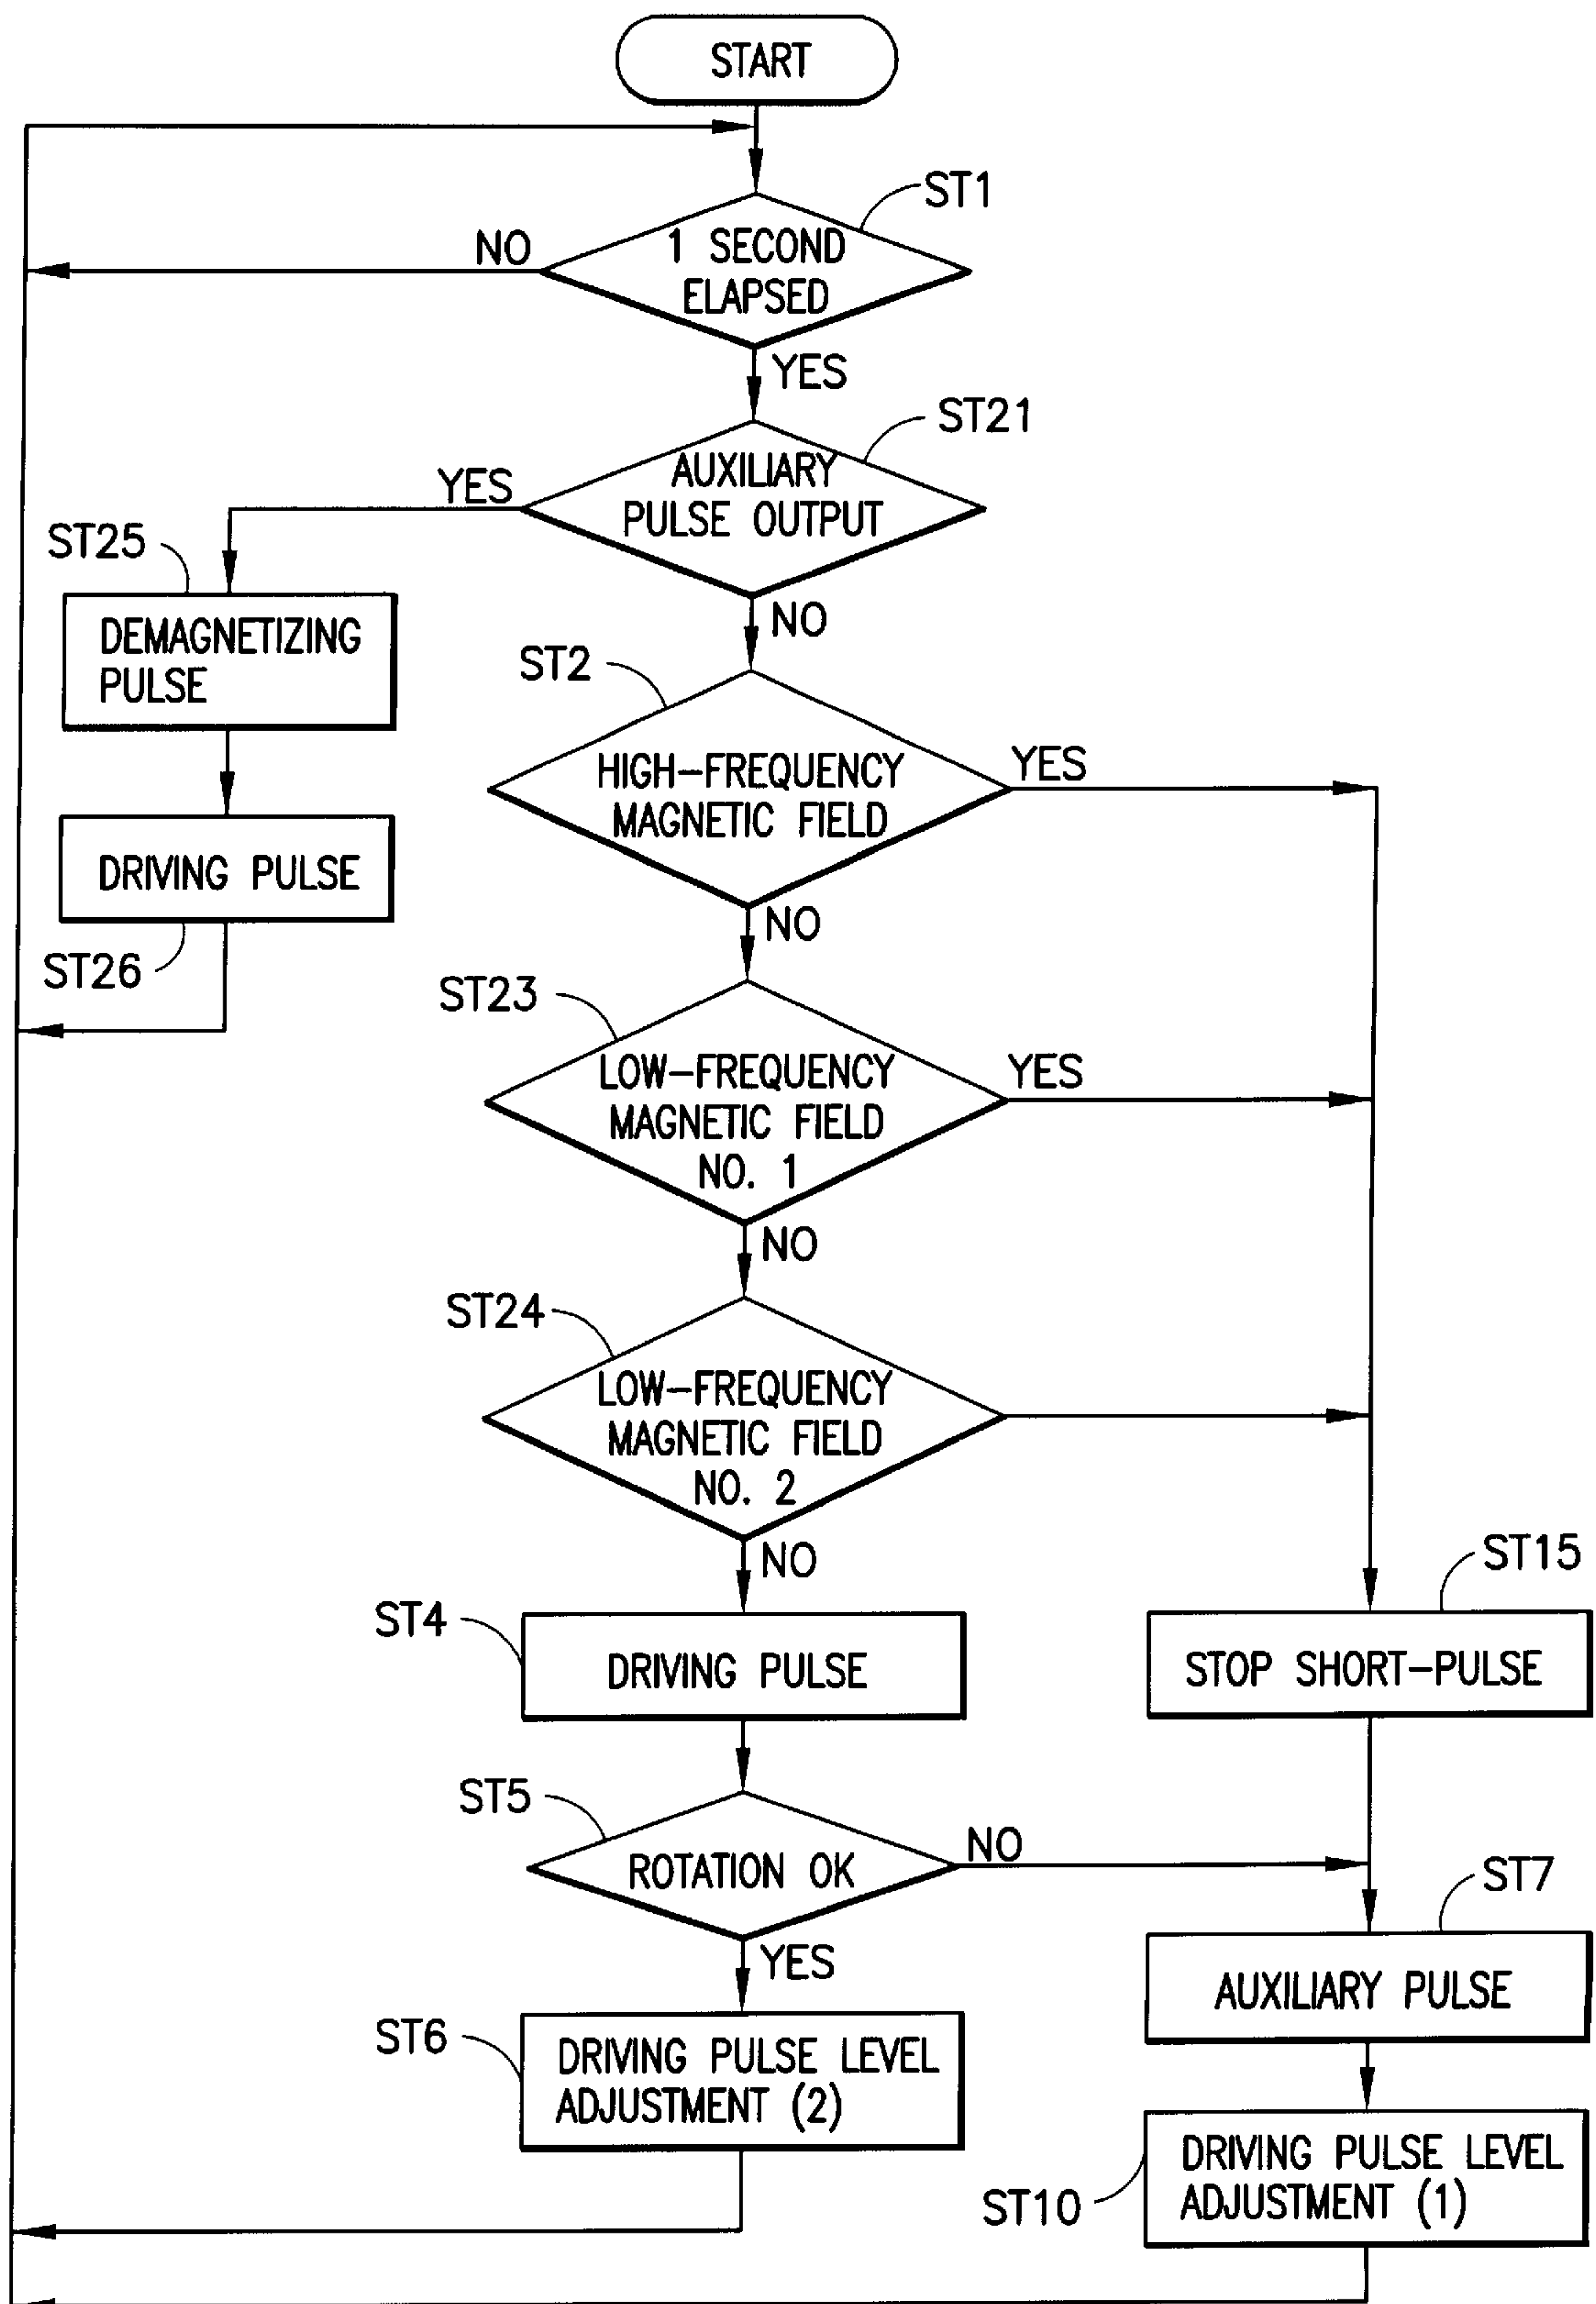 START
ST1
NO
1 SECOND
ELAPSED
YES
ST21
YES
AUXILIARY
PULSE OUTPUT
ST25
NO
DEMAGNETIZING
PULSE
ST2
HIGH-FREQUENCY
MAGNETIC FIELD
YES
DRIVING PULSE
NO
ST26
ST23
LOW-FREQUENCY
MAGNETIC FIELD
NO. 1
YES
NO
ST24
LOW-FREQUENCY
MAGNETIC FIELD
NO. 2
NO
ST15
ST4
DRIVING PULSE
STOP SHORT-PULSE
ST5
ROTATION OK
NO
ST7
YES
AUXILIARY PULSE
ST6
DRIVING PULSE LEVEL
ADJUSTMENT (2)
ST10
DRIVING PULSE LEVEL
ADJUSTMENT (1)